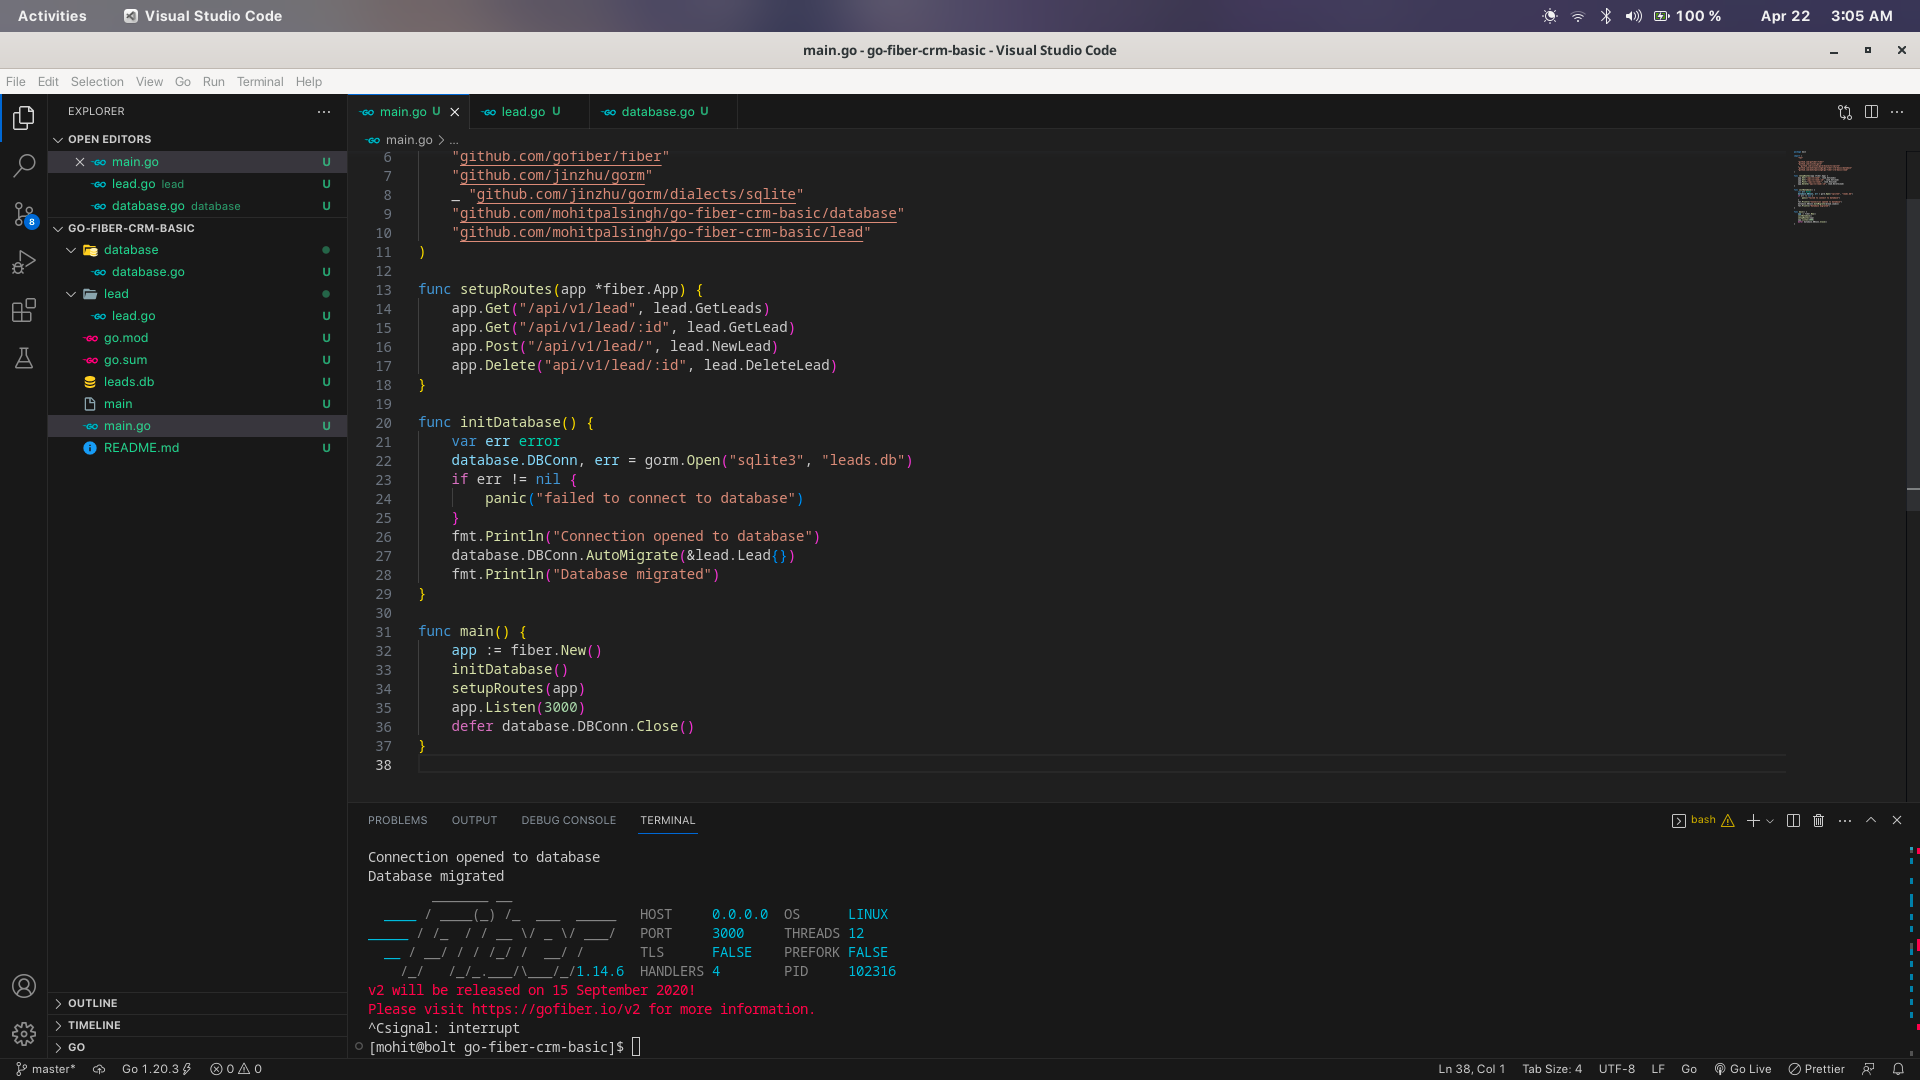 Activities
Visual Studio Code
100 %
Apr 22 3:05 AM
main.go - go-fiber-crm-basic - Visual Studio Code
File Edit Selection View Go Run Terminal Help
EXPLORER
OPEN EDITORS
main.go U
lead.go lead U
database.go database U
8
GO-FIBER-CRM-BASIC
database
database.go U
lead
lead.go U
go.mod U
go.sum U
leads.db U
main U
main.go U
README.md U
OUTLINE
TIMELINE
GO
main.go U
lead.go U
database.go U
main.go > ...
6 "github.com/gofiber/fiber"
7 "github.com/jinzhu/gorm"
8 _ "github.com/jinzhu/gorm/dialects/sqlite"
9 "github.com/mohitpalsingh/go-fiber-crm-basic/database"
10 "github.com/mohitpalsingh/go-fiber-crm-basic/lead"
11 )
12
13 func setupRoutes(app *fiber.App) {
14 app.Get("/api/v1/lead", lead.GetLeads)
15 app.Get("/api/v1/lead/:id", lead.GetLead)
16 app.Post("/api/v1/lead/", lead.NewLead)
17 app.Delete("api/v1/lead/:id", lead.DeleteLead)
18 }
19
20 func initDatabase() {
21 var err error
22 database.DBConn, err = gorm.Open("sqlite3", "leads.db")
23 if err != nil {
24 panic("failed to connect to database")
25 }
26 fmt.Println("Connection opened to database")
27 database.DBConn.AutoMigrate(&lead.Lead{})
28 fmt.Println("Database migrated")
29 }
30
31 func main() {
32 app := fiber.New()
33 initDatabase()
34 setupRoutes(app)
35 app.Listen(3000)
36 defer database.DBConn.Close()
37 }
38
PROBLEMS OUTPUT DEBUG CONSOLE TERMINAL
bash
Connection opened to database
Database migrated
        _______ __
  ____ / ____(_) /_  ___  _____  HOST 0.0.0.0 OS LINUX
_____ / /_  / / __ \/ _ \/ ___/  PORT 3000 THREADS 12
  __ / __/ / / /_/ /  __/ /      TLS FALSE PREFORK FALSE
    /_/   /_/_.___/\___/_/1.14.6 HANDLERS 4 PID 102316
v2 will be released on 15 September 2020!
Please visit https://gofiber.io/v2 for more information.
^Csignal: interrupt
[mohit@bolt go-fiber-crm-basic]$
master* Go 1.20.3 0 0
Ln 38, Col 1 Tab Size: 4 UTF-8 LF Go Go Live Prettier